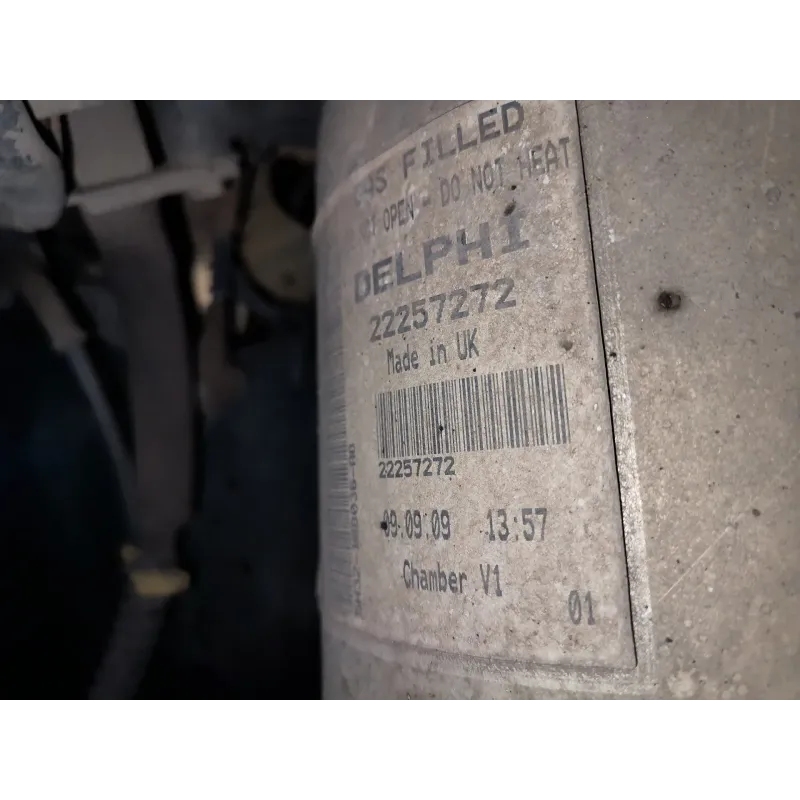 GAS FILLED
OPEN - DO NOT HEAT
DELPHI
22257272
Made in UK
22257272
09:09:09 13:57
Chamber V1
01